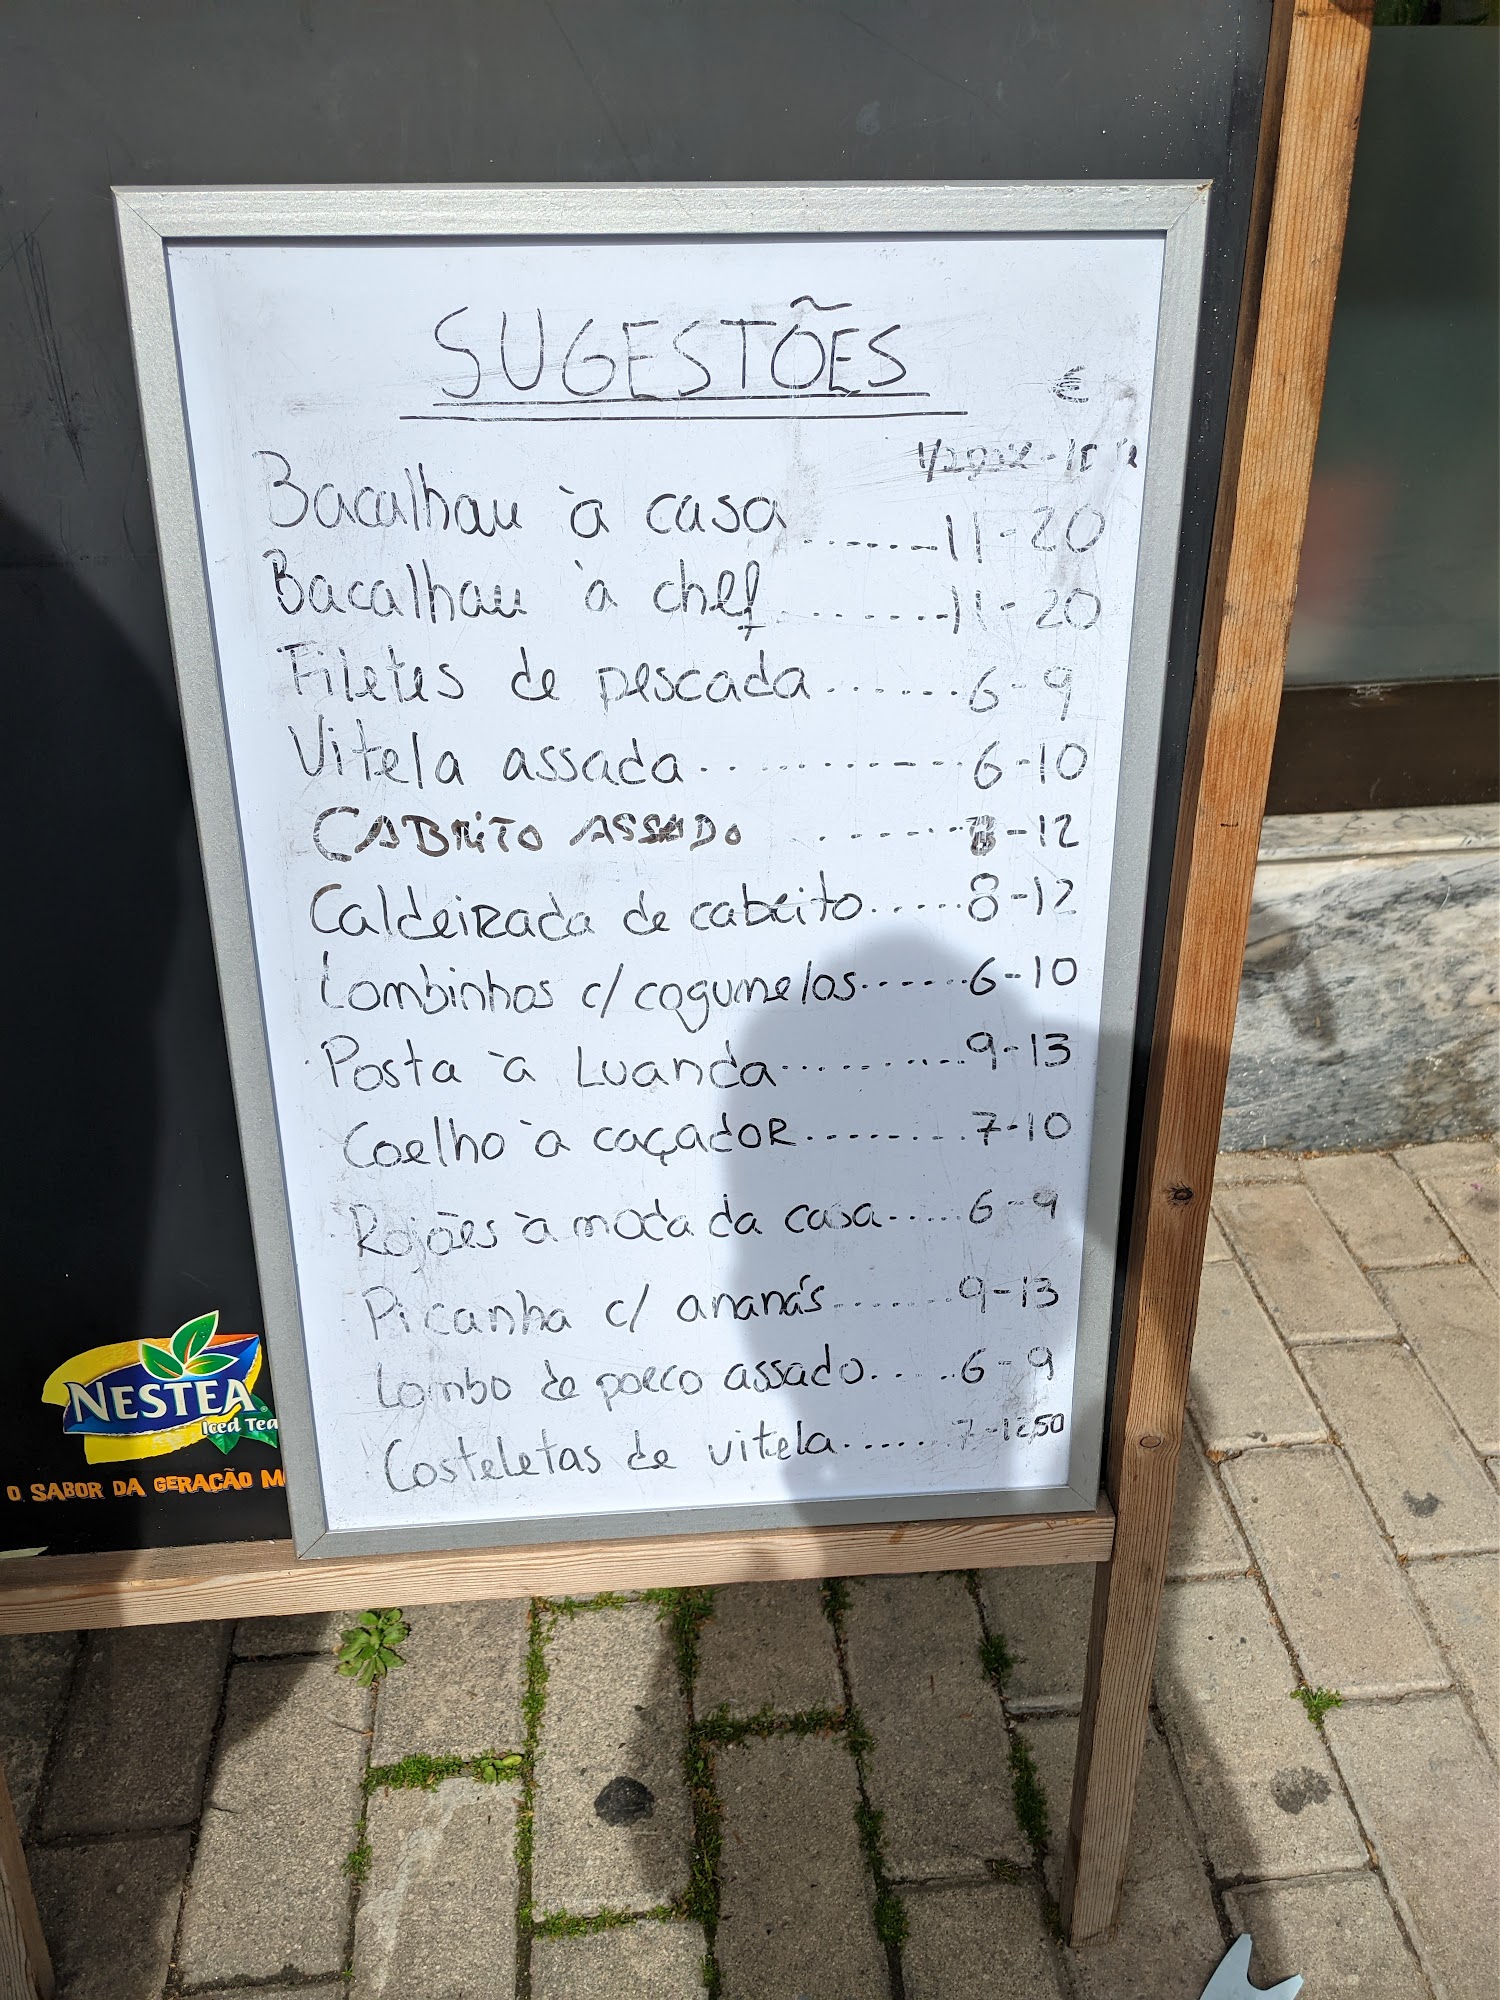 SUGESTÕES
€
Bacalhau à casa ......11-20
Bacalhau à chef ........11-20
Filetes de pescada.......6-9
Vitela assada............6-10
CABRITO ASSADO ........8-12
Caldeirada de cabrito.....8-12
Lombinhos c/cogumelos......6-10
Posta à Luanda..........9-13
Coelho à caçador........7-10
Rojões à moda da casa.....6-9
Picanha c/ ananás.......9-13
Lombo de porco assado.....6-9
Costeletas de vitela......7-12,50
NESTEA
Iced Tea
O SABOR DA GERAÇÃO M